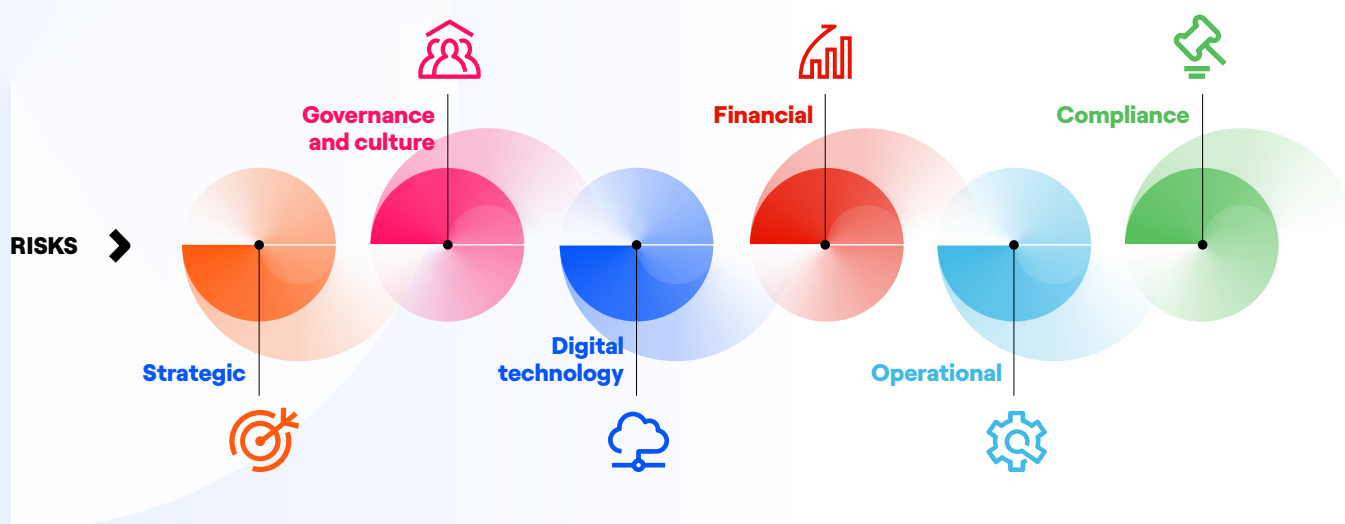 RISKS
Strategic
Governance
and culture
Digital
technology
Financial
Operational
Compliance